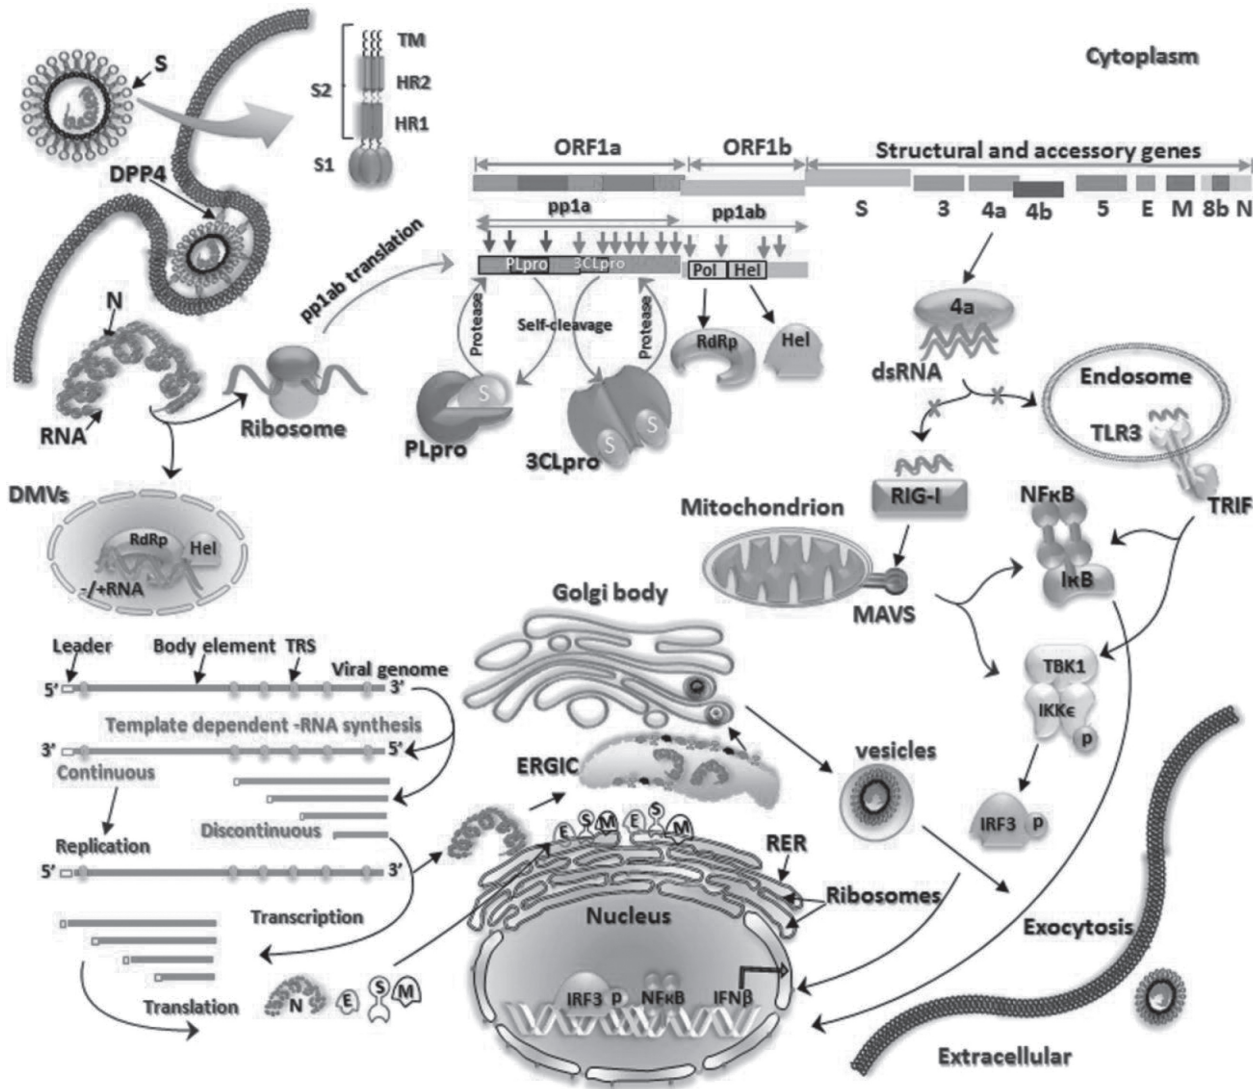 S
TM
S2
HR2
HR1
S1
Cytoplasm
DPP4
ORF1a
ORF1b
Structural and accessory genes
S
3
4a
4b
5
E
M
8b
N
pp1a
pp1ab
PLpro
3CLpro
Pol
Hel
pp1ab translation
N
RNA
Ribosome
Protease
Self-cleavage
Protease
RdRp
Hel
S
PLpro
S
S
3CLpro
4a
dsRNA
Endosome
TLR3
TRIF
RIG-I
NFκB
IκB
Mitochondrion
MAVS
DMVs
RdRp
Hel
-/+RNA
Golgi body
TBK1
IKKϵ
p
Leader
Body element
TRS
Viral genome
5'
3'
Template dependent -RNA synthesis
3'
5'
Continuous
Discontinuous
Replication
5'
3'
ERGIC
vesicles
IRF3
p
E
S
M
E
S
M
RER
Ribosomes
Nucleus
Transcription
Translation
N
E
S
M
IRF3
p
NFκB
IFNβ
Exocytosis
Extracellular